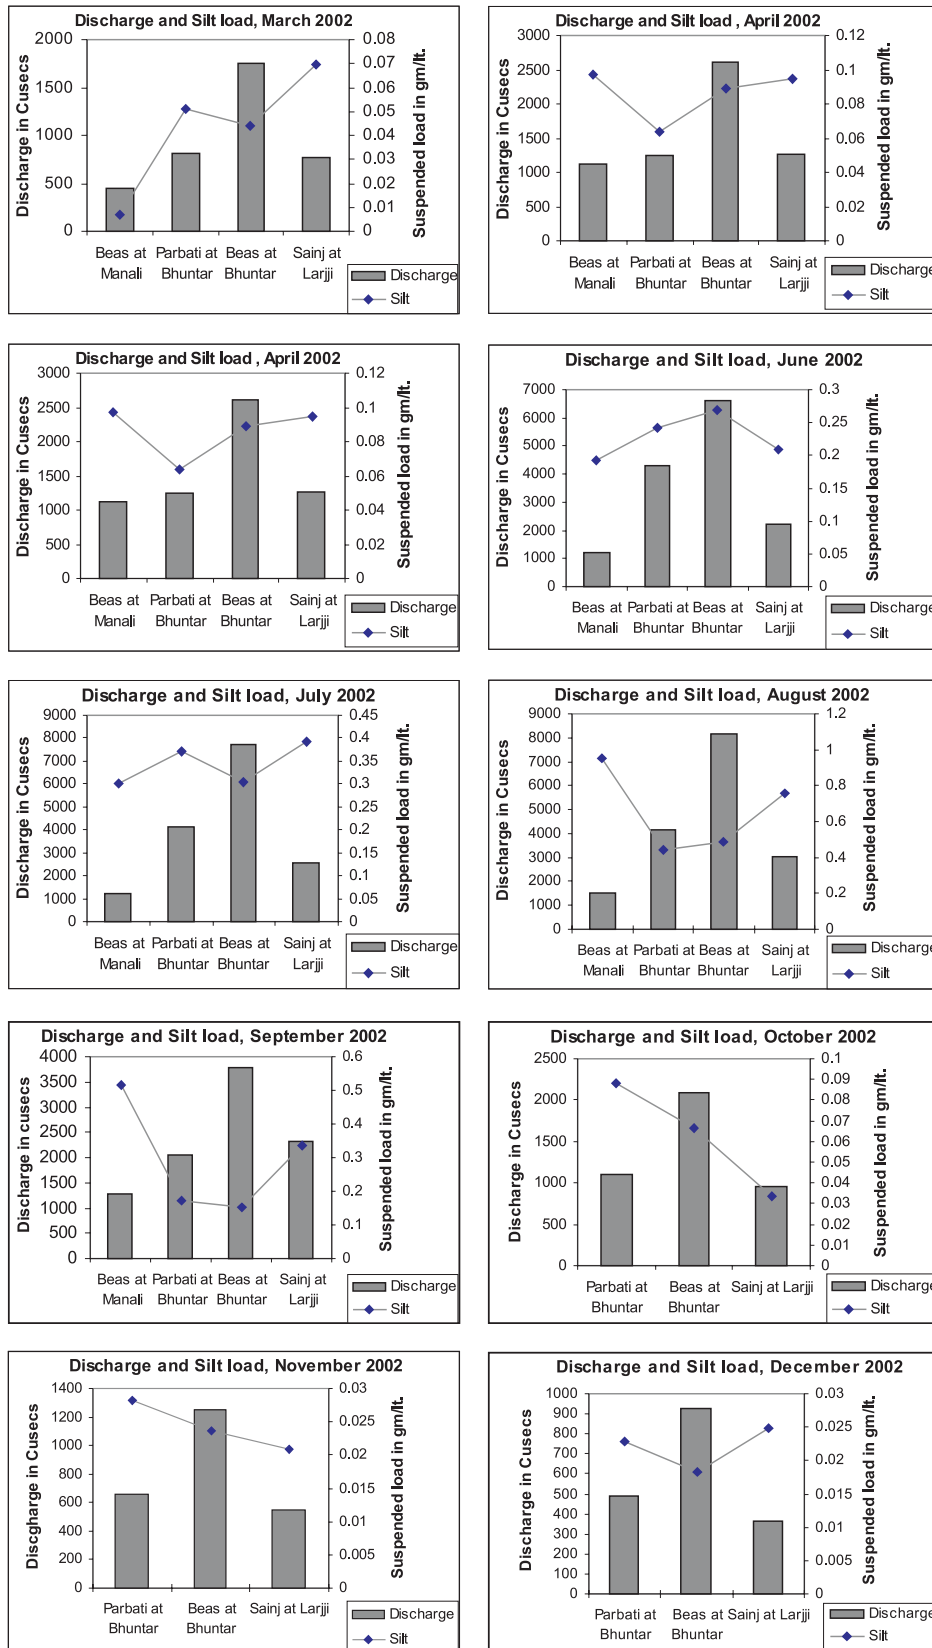 Discharge and Silt load, March 2002
2000
1500
1000
500
0
0.08
0.07
0.06
0.05
0.04
0.03
0.02
0.01
0
Discharge in Cusecs
Suspended load in gm/lt.
Beas at Manali
Parbati at Bhuntar
Beas at Bhuntar
Sainj at Larjji
Discharge
Silt
Discharge and Silt load , April 2002
3000
2500
2000
1500
1000
500
0
0.12
0.1
0.08
0.06
0.04
0.02
0
Discharge in Cusecs
Suspended load in gm/lt.
Beas at Manali
Parbati at Bhuntar
Beas at Bhuntar
Sainj at Larjji
Discharge
Silt
Discharge and Silt load , April 2002
3000
2500
2000
1500
1000
500
0
0.12
0.1
0.08
0.06
0.04
0.02
0
Discharge in Cusecs
Suspended load in gm/lt.
Beas at Manali
Parbati at Bhuntar
Beas at Bhuntar
Sainj at Larjji
Discharge
Silt
Discharge and Silt load, June 2002
7000
6000
5000
4000
3000
2000
1000
0
0.3
0.25
0.2
0.15
0.1
0.05
0
Discharge in Cusecs
Suspended load in gm/lt.
Beas at Manali
Parbati at Bhuntar
Beas at Bhuntar
Sainj at Larjji
Discharge
Silt
Discharge and Silt load, July 2002
9000
8000
7000
6000
5000
4000
3000
2000
1000
0
0.45
0.4
0.35
0.3
0.25
0.2
0.15
0.1
0.05
0
Discharge in Cusecs
Suspended load in gm/lt.
Beas at Manali
Parbati at Bhuntar
Beas at Bhuntar
Sainj at Larjji
Discharge
Silt
Discharge and Silt load, August 2002
9000
8000
7000
6000
5000
4000
3000
2000
1000
0
1.2
1
0.8
0.6
0.4
0.2
0
Discharge in Cusecs
Suspended load in gm/lt.
Beas at Manali
Parbati at Bhuntar
Beas at Bhuntar
Sainj at Larjji
Discharge
Silt
Discharge and Silt load, September 2002
4000
3500
3000
2500
2000
1500
1000
500
0
0.6
0.5
0.4
0.3
0.2
0.1
0
Discharge in cusecs
Suspended load in gm/lt.
Beas at Manali
Parbati at Bhuntar
Beas at Bhuntar
Sainj at Larjji
Discharge
Silt
Discharge and Silt load, October 2002
2500
2000
1500
1000
500
0
0.1
0.09
0.08
0.07
0.06
0.05
0.04
0.03
0.02
0.01
0
Discharge in Cusecs
Suspended load in gm/lt.
Parbati at Bhuntar
Beas at Bhuntar
Sainj at Larjji
Discharge
Silt
Discharge and Silt load, November 2002
1400
1200
1000
800
600
400
200
0
0.03
0.025
0.02
0.015
0.01
0.005
0
Discgharge in Cusecs
Suspended load in gm/lt.
Parbati at Bhuntar
Beas at Bhuntar
Sainj at Larjji
Discharge
Silt
Discharge and Silt load, December 2002
1000
900
800
700
600
500
400
300
200
100
0
0.03
0.025
0.02
0.015
0.01
0.005
0
Discharge in Cusecs
Suspended load in gm/lt.
Parbati at Bhuntar
Beas at Bhuntar
Sainj at Larjji
Discharge
Silt